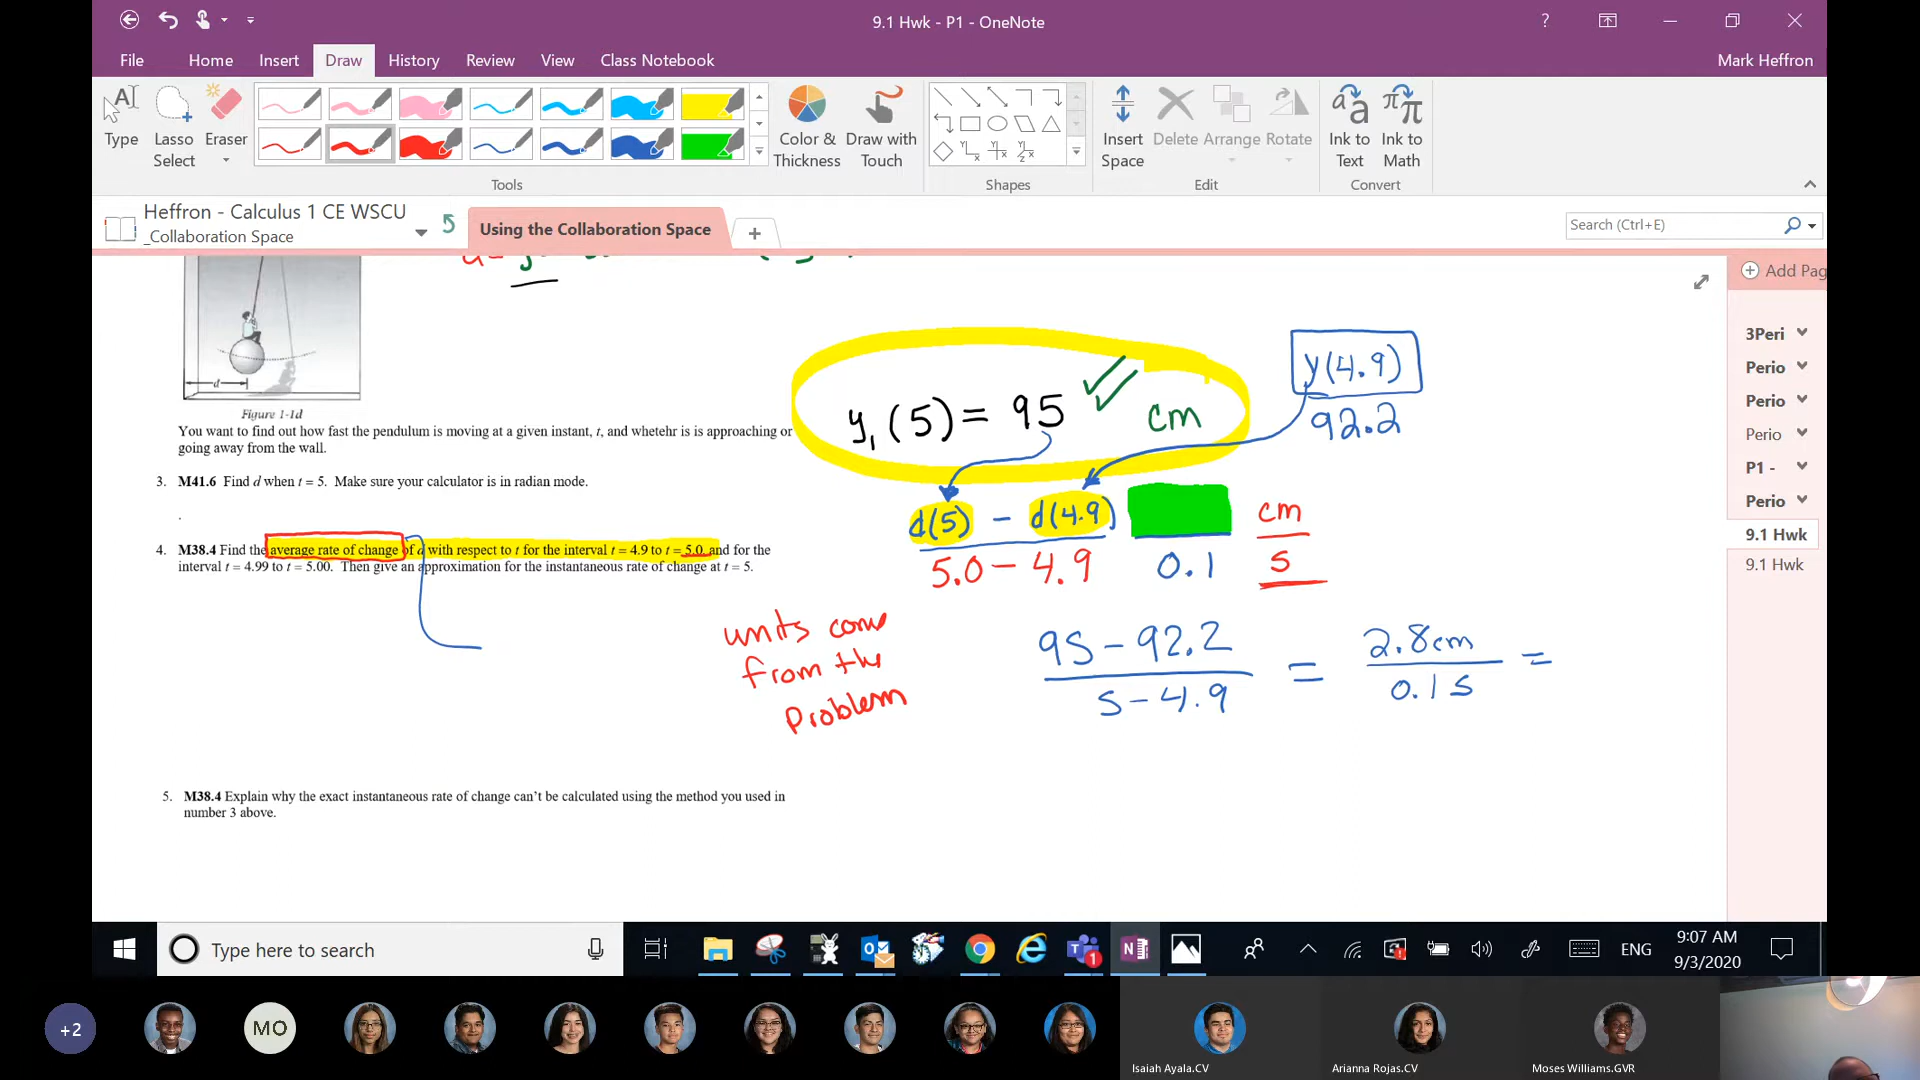 9.1 Hwk - P1 - OneNote
?
File Home Insert Draw History Review View Class Notebook
Mark Heffron
Type
Lasso Select
Eraser
Color & Thickness
Draw with Touch
Insert Space
Delete
Arrange
Rotate
Ink to Text
Ink to Math
Tools
Shapes
Edit
Convert
Heffron - Calculus 1 CE WSCU
_Collaboration Space
Using the Collaboration Space
Search (Ctrl+E)
Add Pag
3Peri
Perio
Perio
Perio
P1 -
Perio
9.1 Hwk
9.1 Hwk
d
Figure 1-1d
You want to find out how fast the pendulum is moving at a given instant, t, and whetehr is is approaching or
going away from the wall.
3. M41.6 Find d when t = 5. Make sure your calculator is in radian mode.
.
4. M38.4 Find the average rate of change of d with respect to t for the interval t = 4.9 to t = 5.0 and for the
interval t = 4.99 to t = 5.00. Then give an approximation for the instantaneous rate of change at t = 5.
5. M38.4 Explain why the exact instantaneous rate of change can't be calculated using the method you used in
number 3 above.
y(4.9)
92.2
y₁(5) = 95 cm
d(5) - d(4.9) cm
5.0 - 4.9 0.1 s
units come
from the
problem
95 - 92.2 = 2.8cm =
5 - 4.9 0.1 s
Type here to search
ENG
9:07 AM
9/3/2020
1
+2
MO
Isaiah Ayala.CV
Arianna Rojas.CV
Moses Williams.GVR